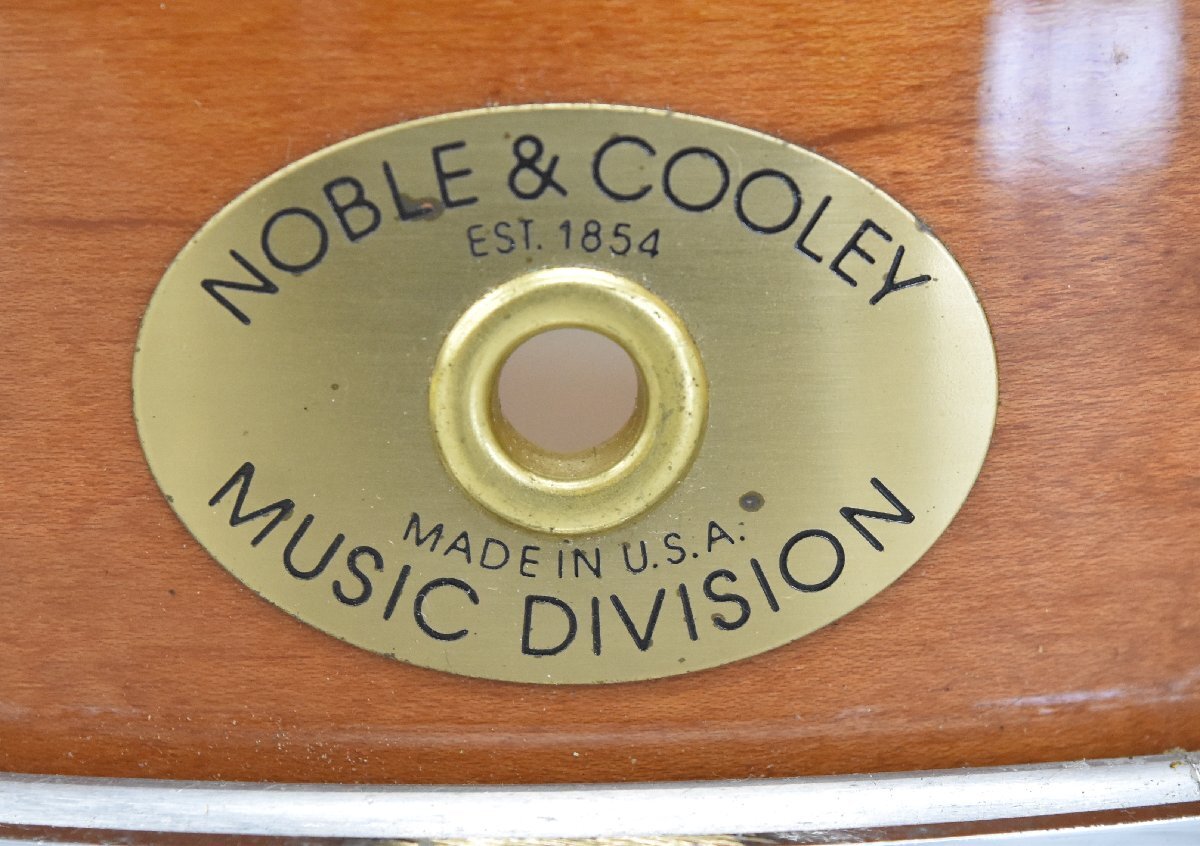 NOBLE & COOLEY
EST. 1854
MADE IN U.S.A.
MUSIC DIVISION